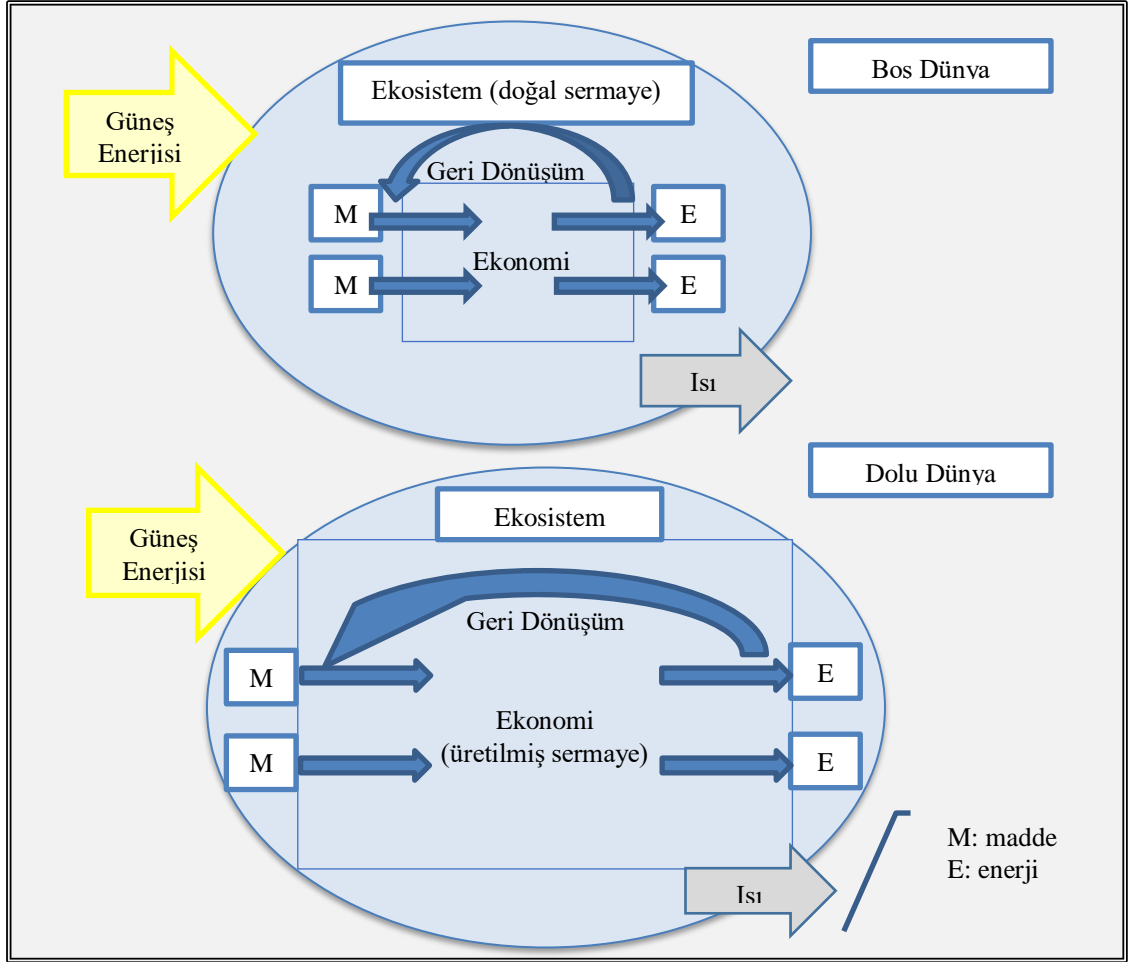 Bos Dünya
Ekosistem (doğal sermaye)
Güneş
Enerjisi
Geri Dönüşüm
M
E
Ekonomi
M
E
Isı
Dolu Dünya
Ekosistem
Güneş
Enerjisi
Geri Dönüşüm
M
E
Ekonomi
(üretilmiş sermaye)
M
E
M: madde
E: enerji
Isı